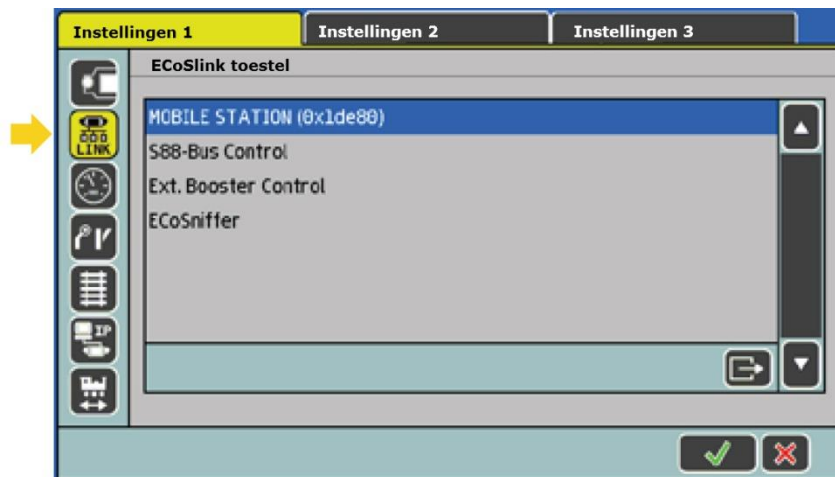 Instellingen 1
Instellingen 2
Instellingen 3
ECoSlink toestel
MOBILE STATION (0x1de80)
LINK
S88-Bus Control
Ext. Booster Control
ECoSniffer
IP